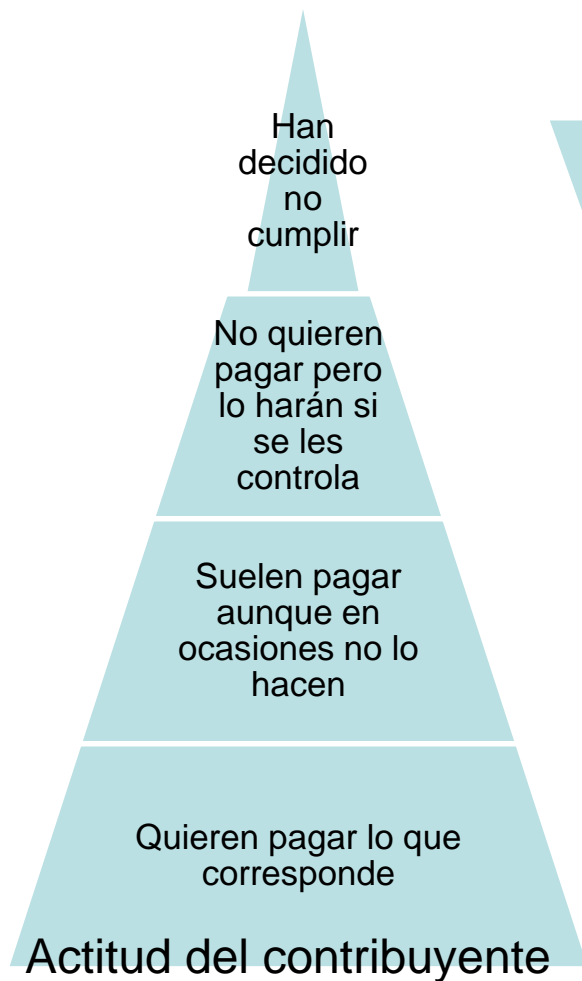 Han
decidido
no
cumplir
No quieren
pagar pero
lo harán si
se les
controla
Suelen pagar
aunque en
ocasiones no lo
hacen
Quieren pagar lo que
corresponde
Actitud del contribuyente